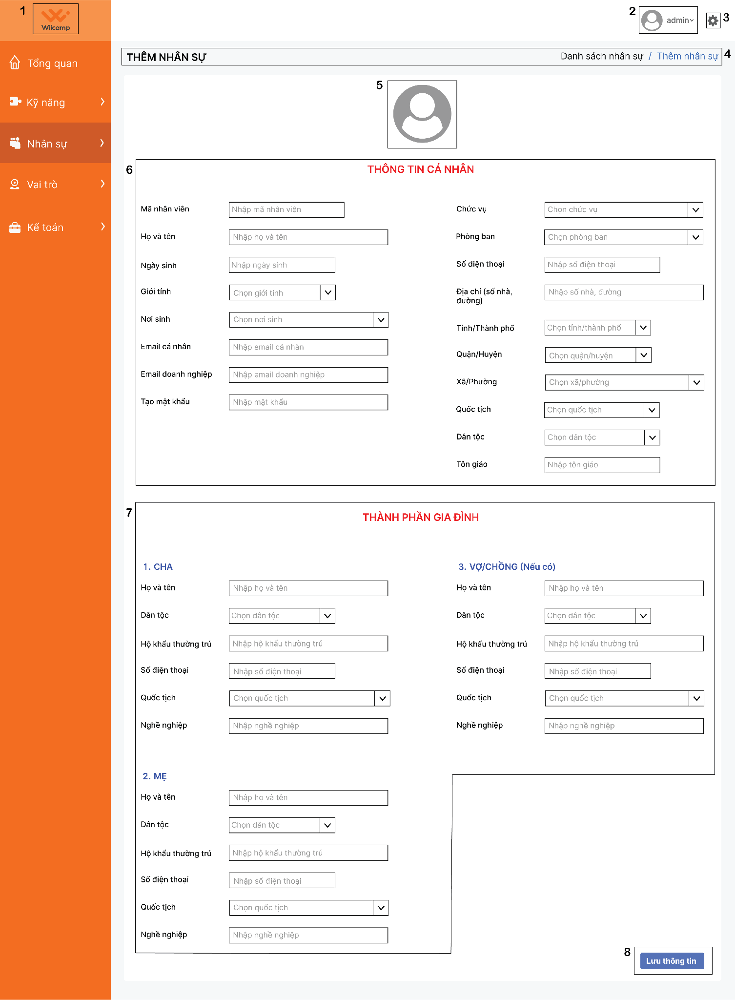 1
Wiicamp
2
admin
3
Tổng quan
Kỹ năng
Nhân sự
Vai trò
Kế toán
THÊM NHÂN SỰ
Danh sách nhân sự / Thêm nhân sự
4
5
6
THÔNG TIN CÁ NHÂN
Mã nhân viên
Nhập mã nhân viên
Họ và tên
Nhập họ và tên
Ngày sinh
Nhập ngày sinh
Giới tính
Chọn giới tính
Nơi sinh
Chọn nơi sinh
Email cá nhân
Nhập email cá nhân
Email doanh nghiệp
Nhập email doanh nghiệp
Tạo mật khẩu
Nhập mật khẩu
Chức vụ
Chọn chức vụ
Phòng ban
Chọn phòng ban
Số điện thoại
Nhập số điện thoại
Địa chỉ (số nhà,
đường)
Nhập số nhà, đường
Tỉnh/Thành phố
Chọn tỉnh/thành phố
Quận/Huyện
Chọn quận/huyện
Xã/Phường
Chọn xã/phường
Quốc tịch
Chọn quốc tịch
Dân tộc
Chọn dân tộc
Tôn giáo
Nhập tôn giáo
7
THÀNH PHẦN GIA ĐÌNH
1. CHA
Họ và tên
Nhập họ và tên
Dân tộc
Chọn dân tộc
Hộ khẩu thường trú
Nhập hộ khẩu thường trú
Số điện thoại
Nhập số điện thoại
Quốc tịch
Chọn quốc tịch
Nghề nghiệp
Nhập nghề nghiệp
3. VỢ/CHỒNG (Nếu có)
Họ và tên
Nhập họ và tên
Dân tộc
Chọn dân tộc
Hộ khẩu thường trú
Nhập hộ khẩu thường trú
Số điện thoại
Nhập số điện thoại
Quốc tịch
Chọn quốc tịch
Nghề nghiệp
Nhập nghề nghiệp
2. MẸ
Họ và tên
Nhập họ và tên
Dân tộc
Chọn dân tộc
Hộ khẩu thường trú
Nhập hộ khẩu thường trú
Số điện thoại
Nhập số điện thoại
Quốc tịch
Chọn quốc tịch
Nghề nghiệp
Nhập nghề nghiệp
8
Lưu thông tin